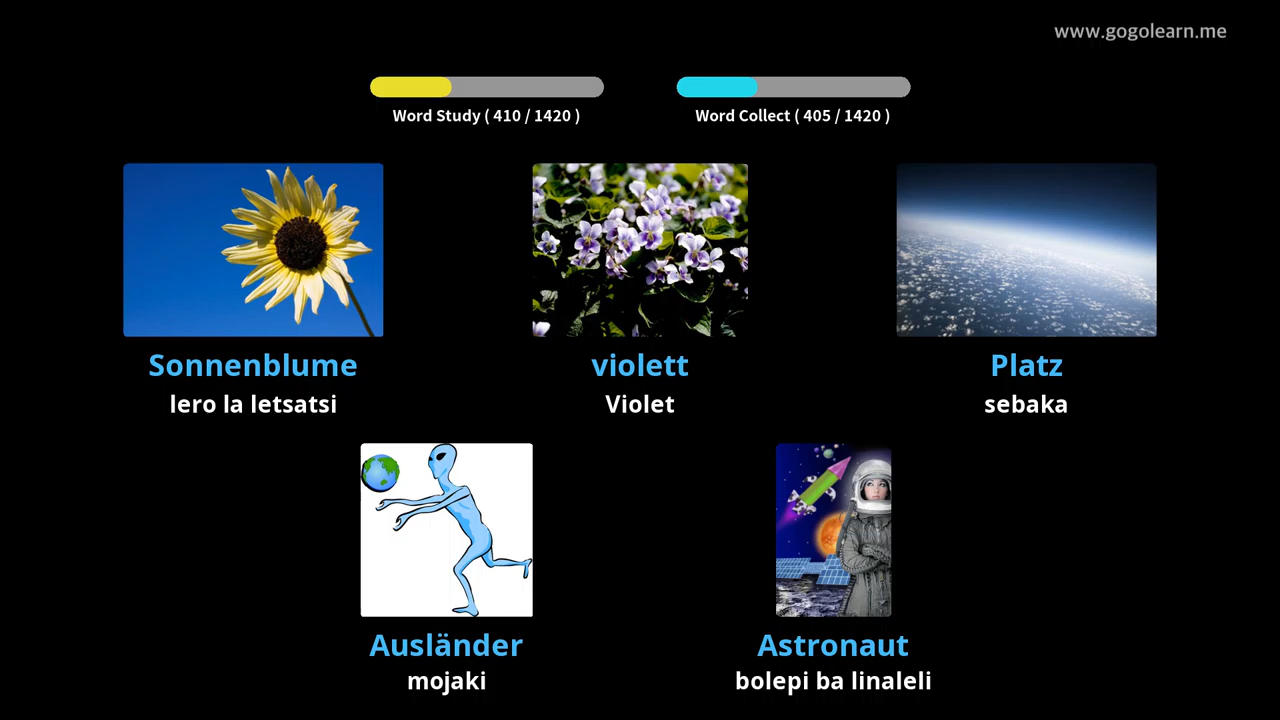 www.gogolearn.me
Word Study ( 410 / 1420 )
Word Collect ( 405 / 1420 )
Sonnenblume
lero la letsatsi
violett
Violet
Platz
sebaka
Ausländer
mojaki
Astronaut
bolepi ba linaleli